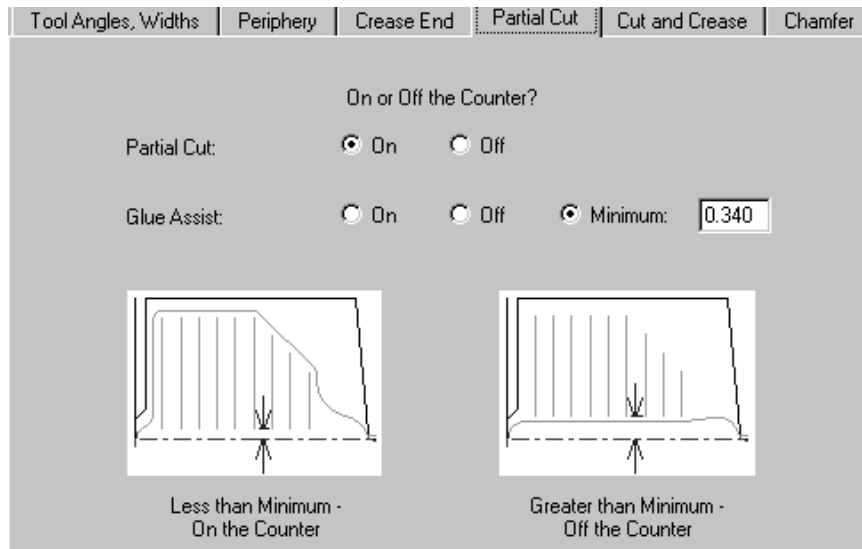 Tool Angles, Widths Periphery Crease End Partial Cut Cut and Crease Chamfer
On or Off the Counter?
Partial Cut: On Off
Glue Assist: On Off Minimum: 0.340
Less than Minimum - Greater than Minimum -
On the Counter Off the Counter